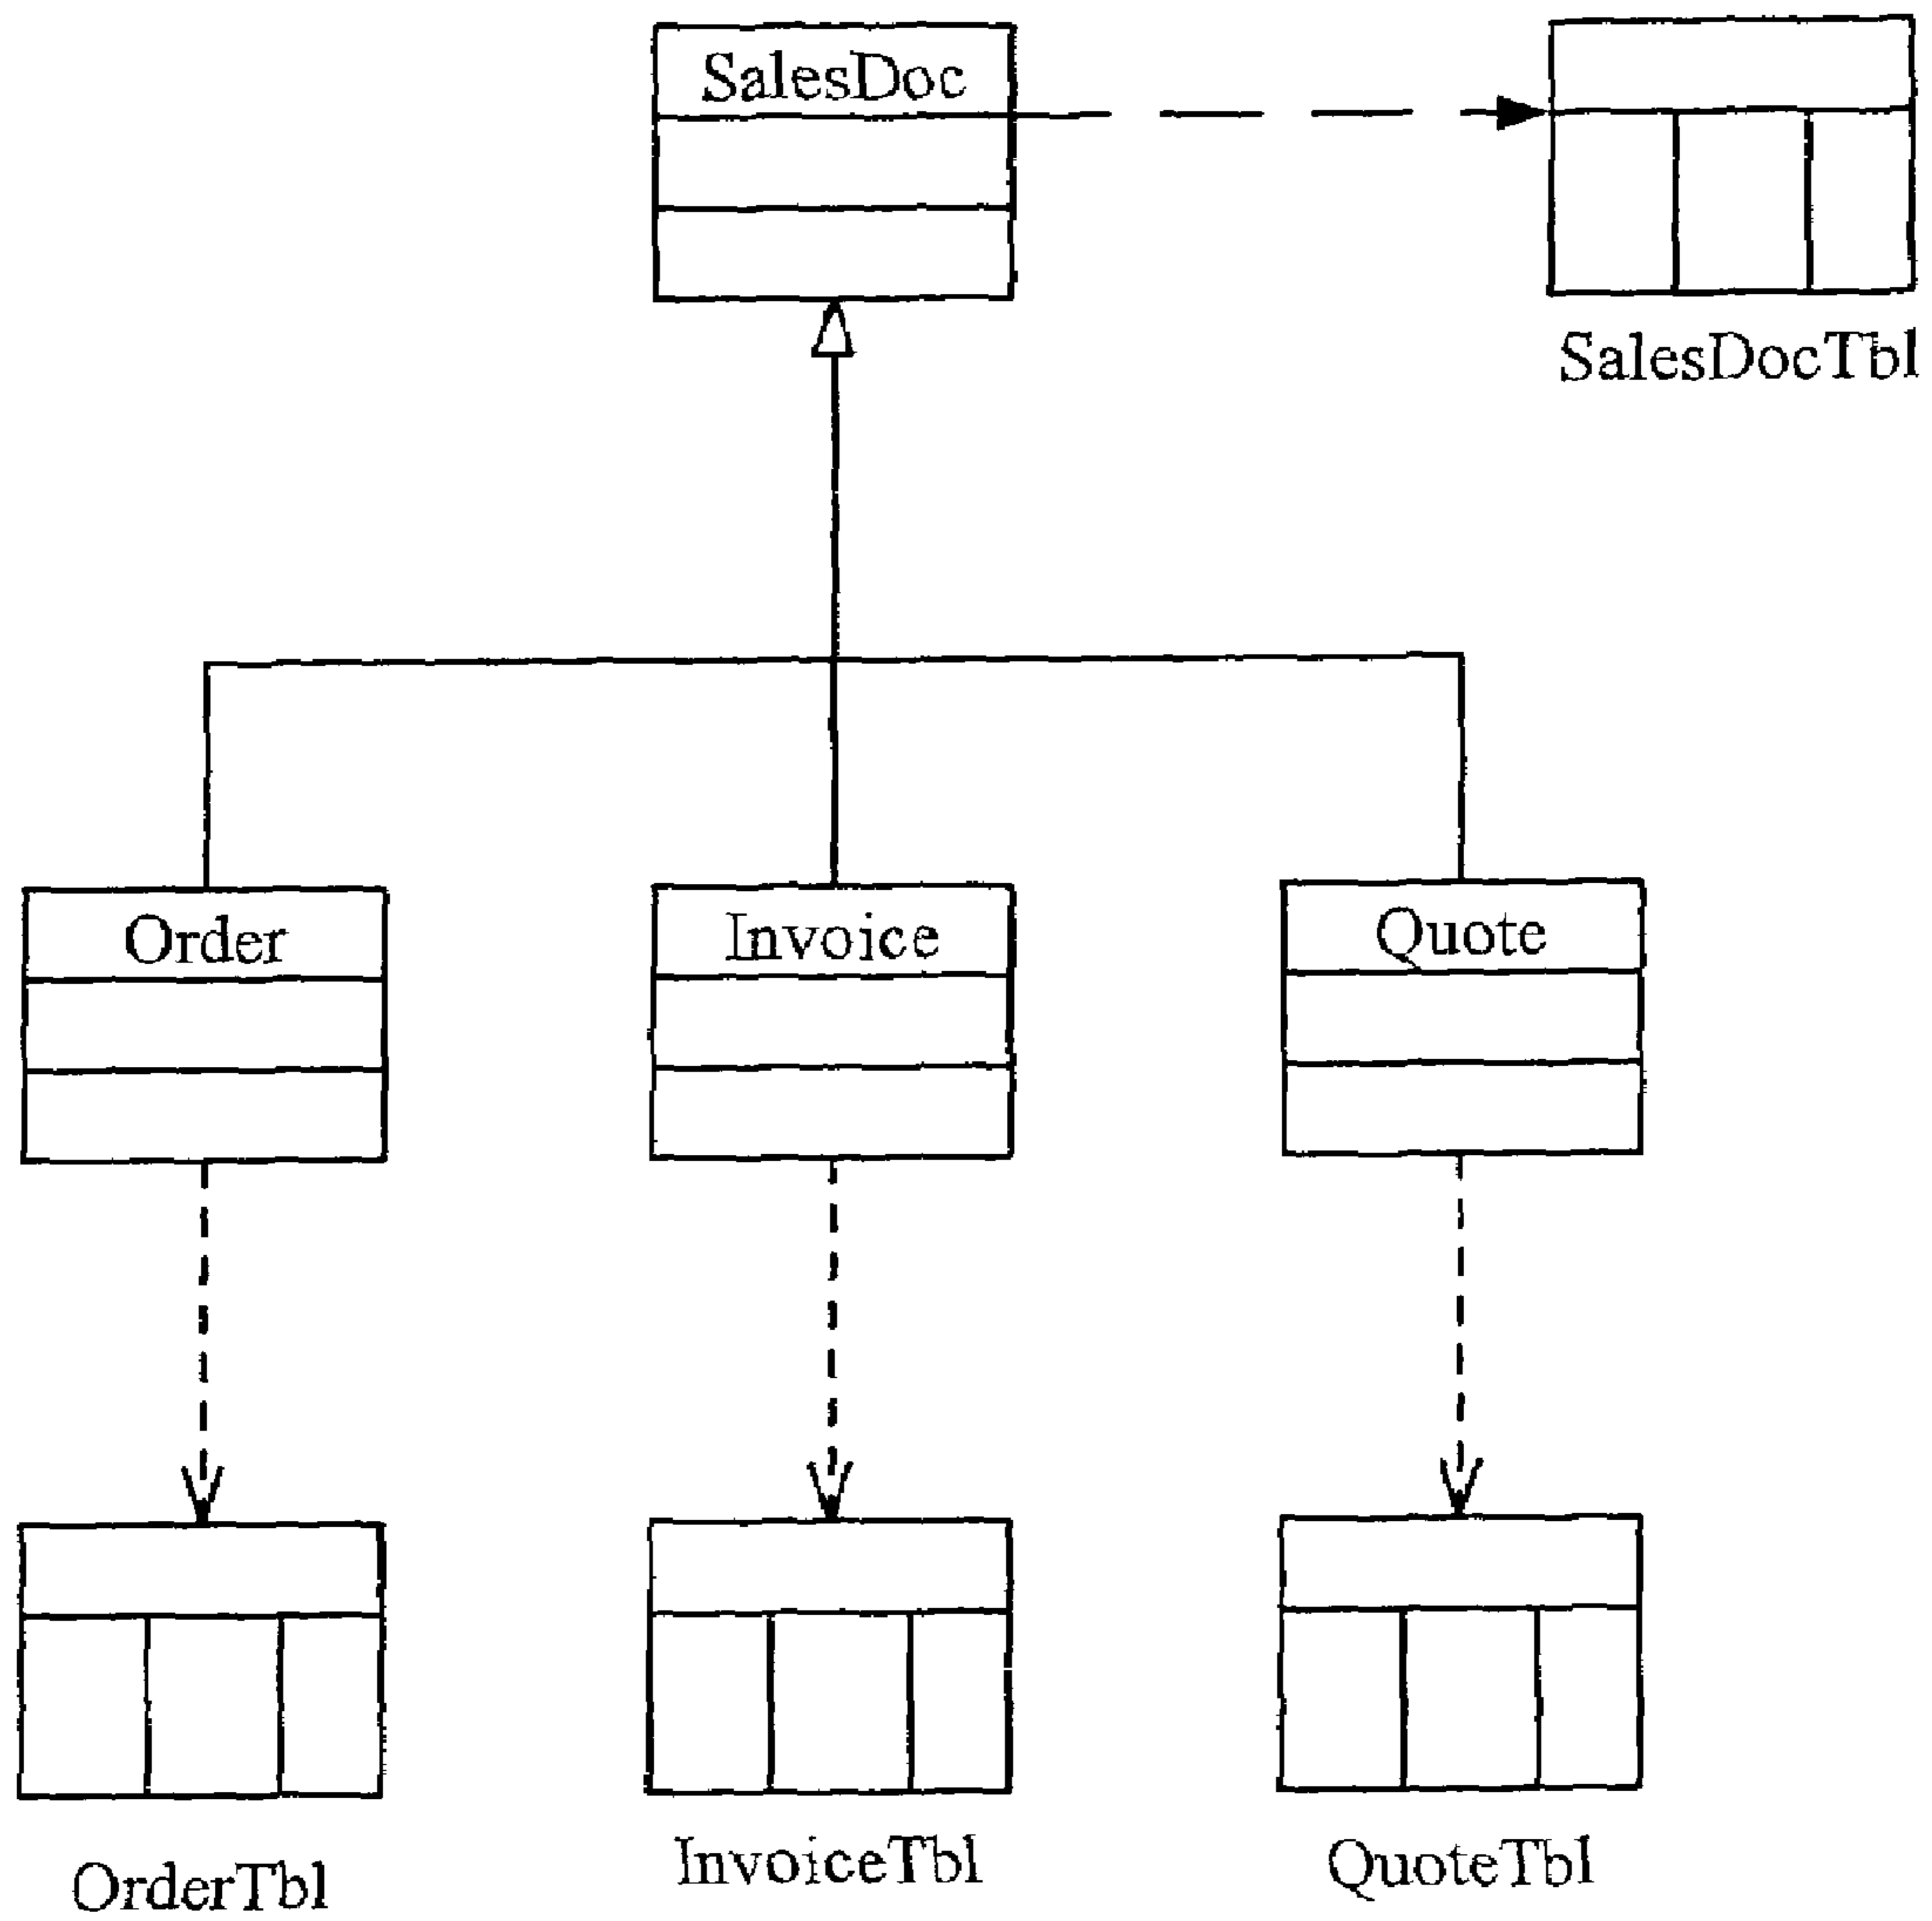 SalesDoc
SalesDocTbl
Order
Invoice
Quote
OrderTbl
InvoiceTbl
QuoteTbl